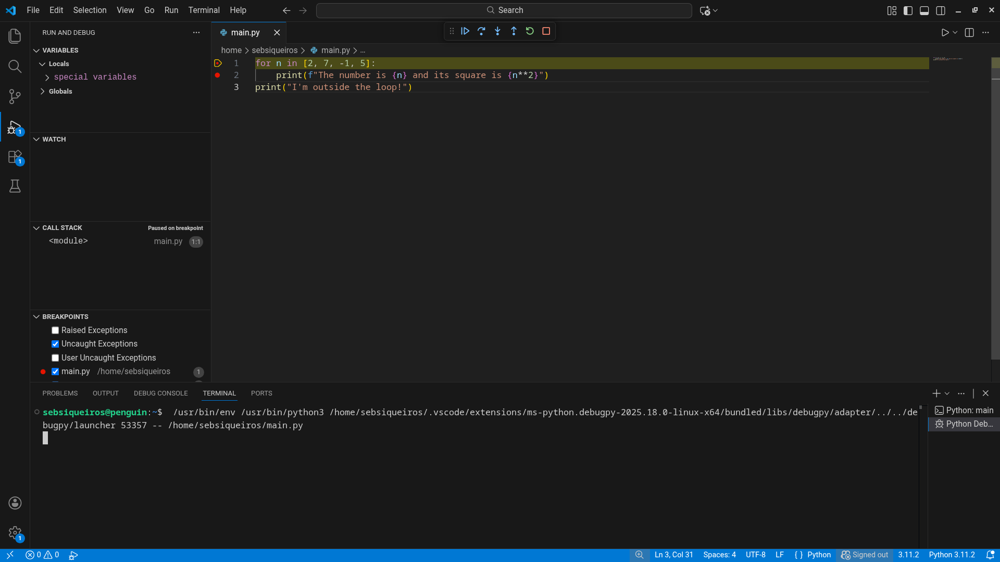 File Edit Selection View Go Run Terminal Help Search
RUN AND DEBUG
main.py
VARIABLES
Locals
special variables
Globals
home > sebsiqueiros > main.py > ...
1 for n in [2, 7, -1, 5]:
2 print(f"The number is {n} and its square is {n**2}")
3 print("I'm outside the loop!")
1
1
WATCH
CALL STACK Paused on breakpoint
<module> main.py 1:1
BREAKPOINTS
Raised Exceptions
Uncaught Exceptions
User Uncaught Exceptions
main.py /home/sebsiqueiros 1
PROBLEMS OUTPUT DEBUG CONSOLE TERMINAL PORTS
sebsiqueiros@penguin:~$ /usr/bin/env /usr/bin/python3 /home/sebsiqueiros/.vscode/extensions/ms-python.debugpy-2025.18.0-linux-x64/bundled/libs/debugpy/adapter/../../de
bugpy/launcher 53357 -- /home/sebsiqueiros/main.py
Python: main
Python Deb...
1
0 0 Ln 3, Col 31 Spaces: 4 UTF-8 LF { } Python Signed out 3.11.2 Python 3.11.2